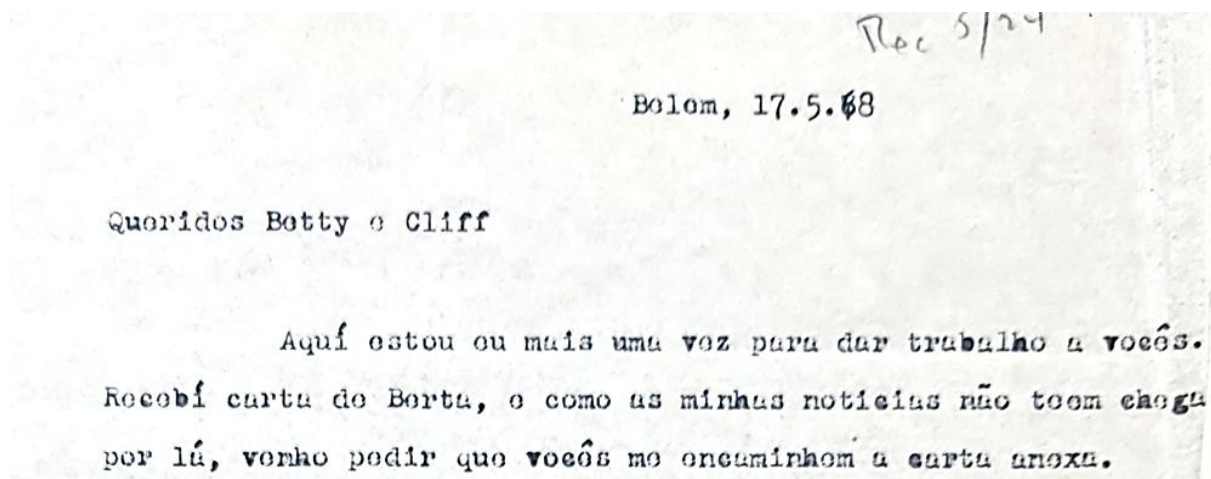 Rec 5/24
Belem, 17.5.68
Queridos Betty e Cliff
Aquí estou eu mais uma vez para dar trabalho a vocês.
Recebí carta de Berta, e como as minhas noticias não teem chega
por lá, venho pedir que vocês me encaminhem a carta anexa.